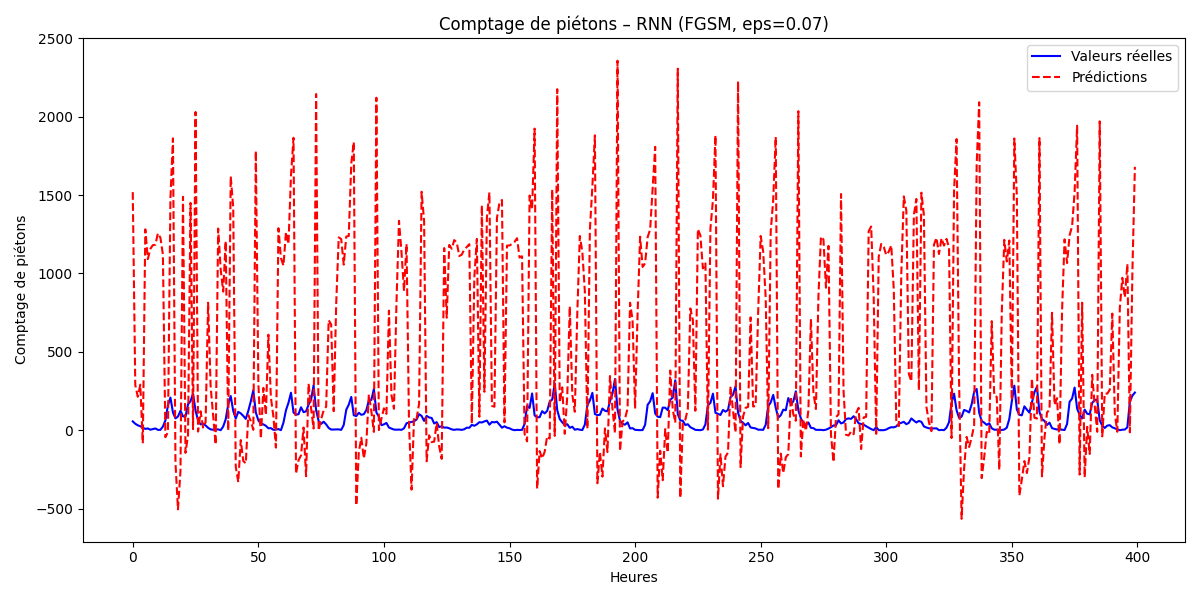 Comptage de piétons – RNN (FGSM, eps=0.07)
Valeurs réelles
Prédictions
2500
2000
1500
1000
500
0
−500
Comptage de piétons
0 50 100 150 200 250 300 350 400
Heures